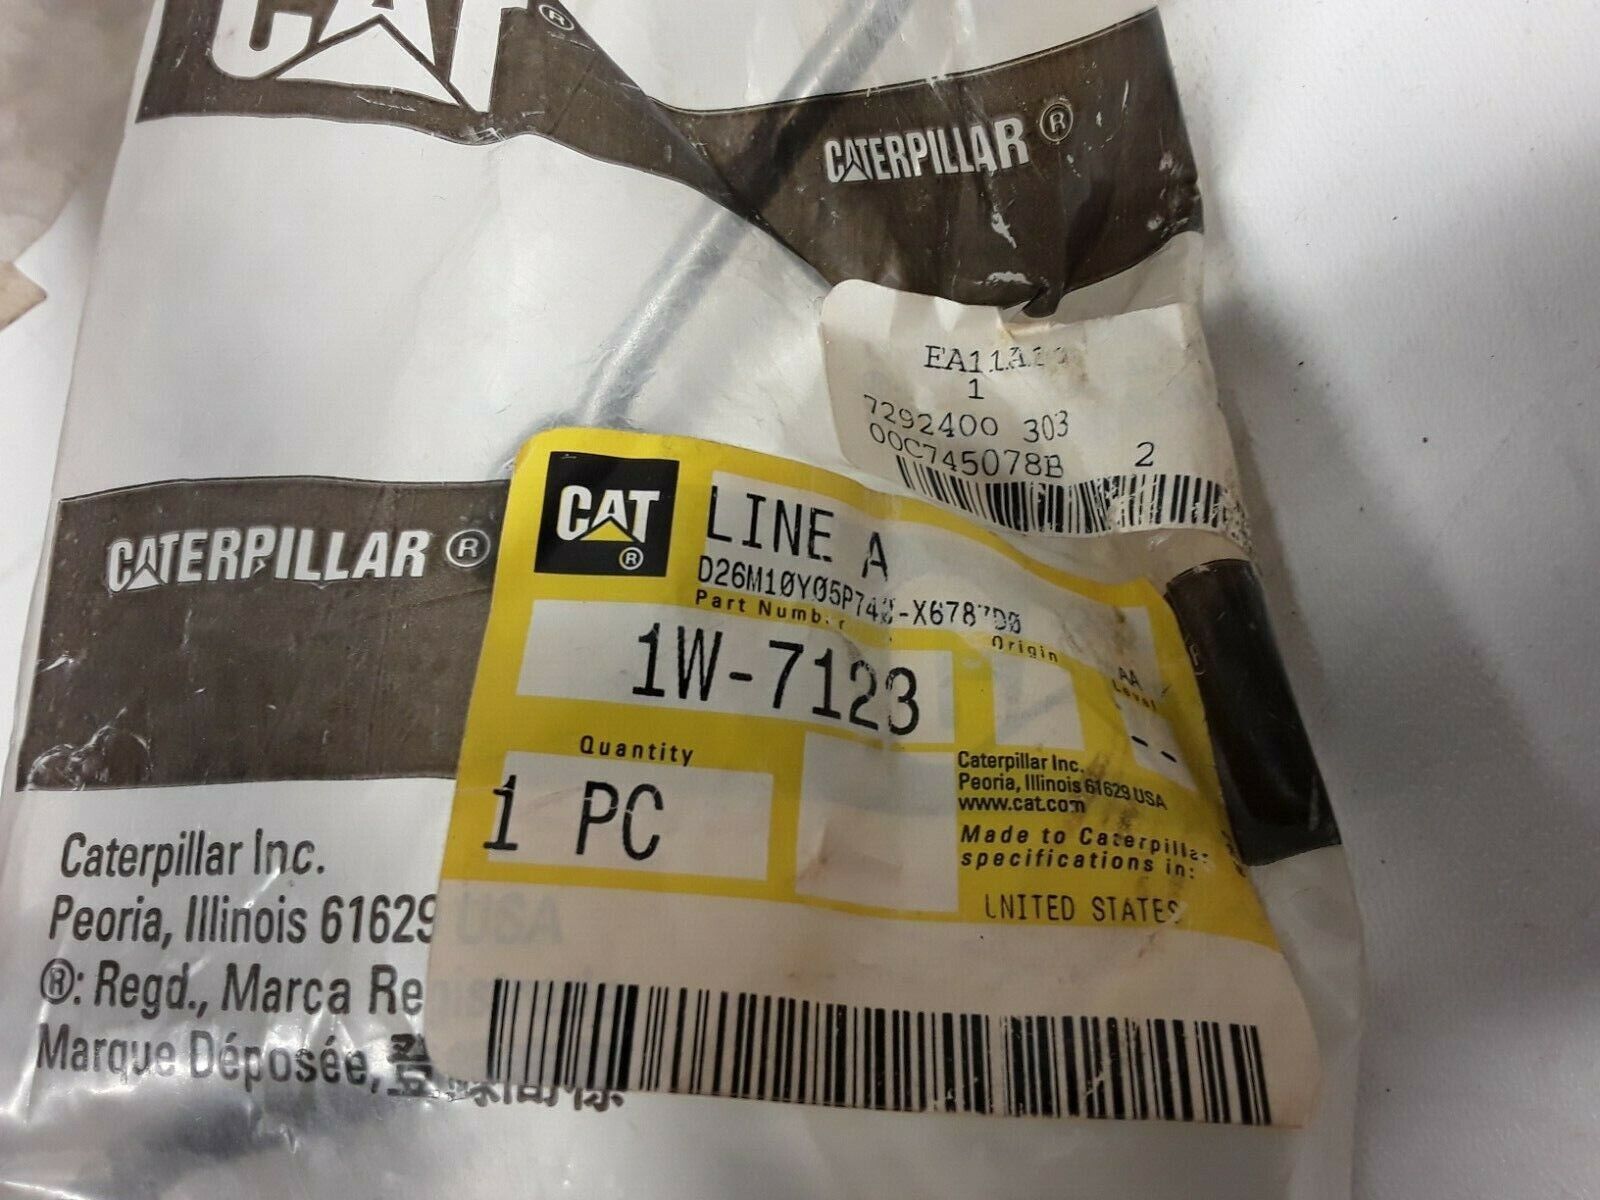 CAT ®
CATERPILLAR ®
1
7292400 303
00C745078B 2
CAT ®
LINE A
Part Number
Origin
1W-7123
Level
--
Quantity
1 PC
Caterpillar Inc.
Peoria, Illinois 61629 USA
www.cat.com
Made to Caterpillar
specifications in:
UNITED STATES
CATERPILLAR ®
Caterpillar Inc.
Peoria, Illinois 61629 USA
®: Regd., Marca
Marque Déposée,